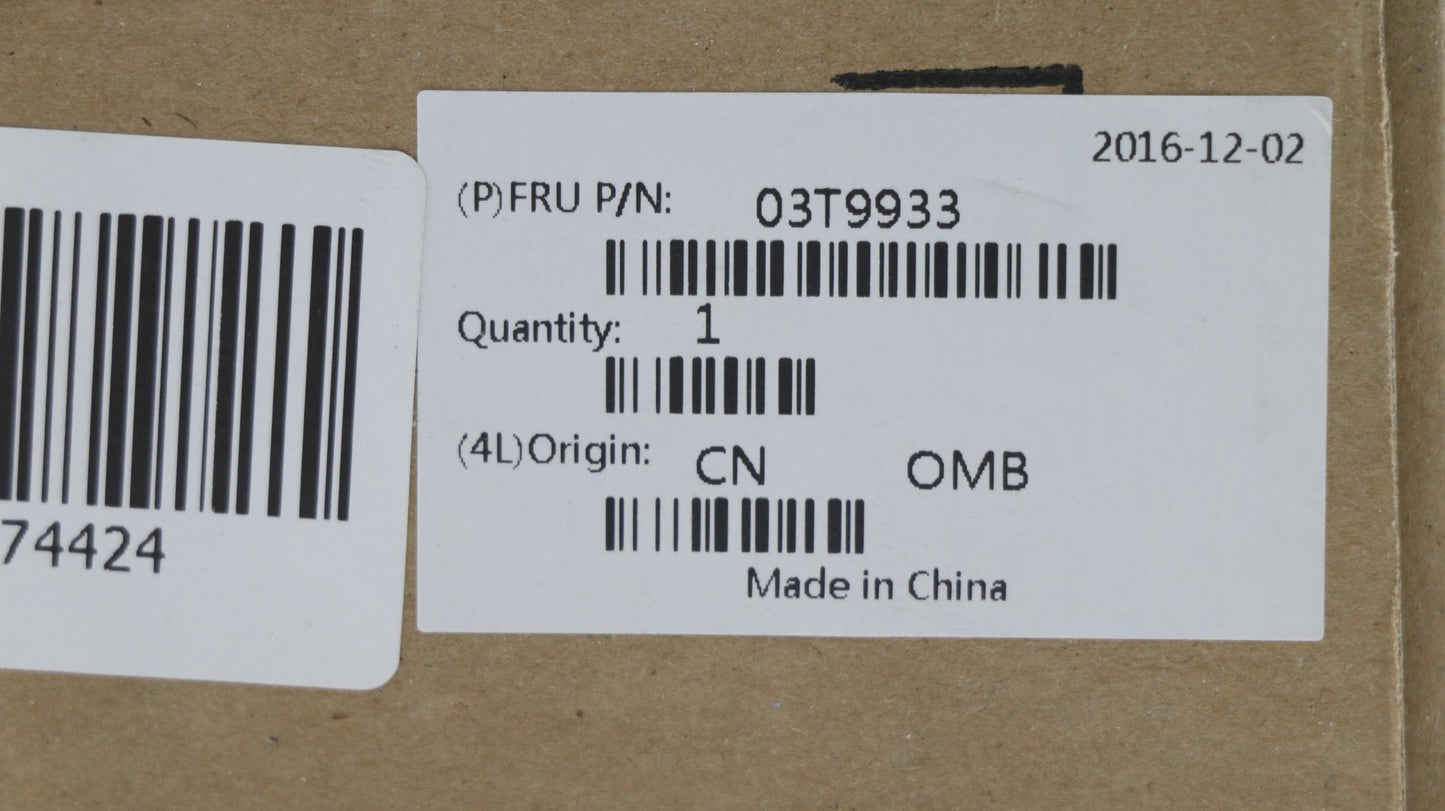 2016-12-02
(P)FRU P/N: 03T9933
Quantity: 1
(4L)Origin: CN OMB
Made in China
74424